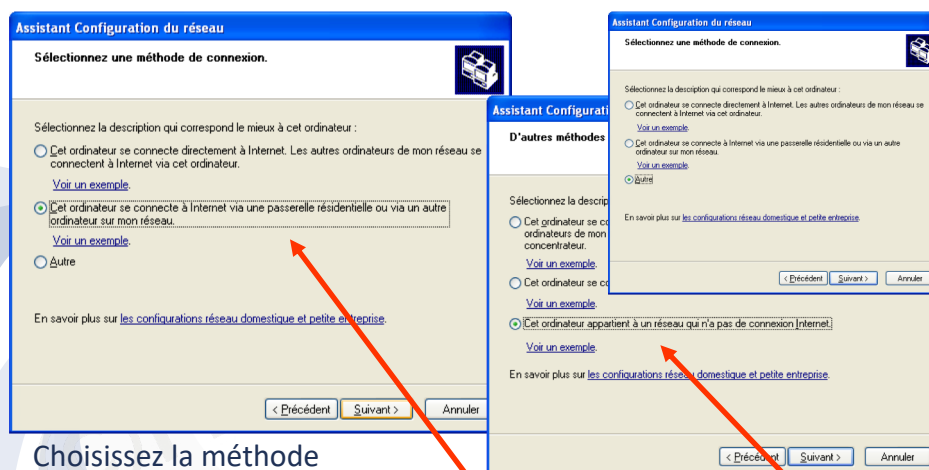 Assistant Configuration du réseau
Sélectionnez une méthode de connexion.
Sélectionnez la description qui correspond le mieux à cet ordinateur :
Cet ordinateur se connecte directement à Internet. Les autres ordinateurs de mon réseau se
connectent à Internet via cet ordinateur.
Voir un exemple.
Cet ordinateur se connecte à Internet via une passerelle résidentielle ou via un autre
ordinateur sur mon réseau.
Voir un exemple.
Autre
En savoir plus sur les configurations réseau domestique et petite entreprise.
< Précédent
Suivant >
Annuler
Choisissez la méthode
Assistant Configurati
D'autres méthodes
Sélectionnez la descrip
Cet ordinateur se co
ordinateurs de mon
concentrateur.
Voir un exemple.
Cet ordinateur se co
Voir un exemple.
Cet ordinateur appartient à un réseau qui n'a pas de connexion Internet.
Voir un exemple.
En savoir plus sur les configurations réseau domestique et petite entreprise.
< Précédent
Suivant >
Annuler
Assistant Configuration du réseau
Sélectionnez une méthode de connexion.
Sélectionnez la description qui correspond le mieux à cet ordinateur :
Cet ordinateur se connecte directement à Internet. Les autres ordinateurs de mon réseau se
connectent à Internet via cet ordinateur.
Voir un exemple.
Cet ordinateur se connecte à Internet via une passerelle résidentielle ou via un autre
ordinateur sur mon réseau.
Voir un exemple.
Autre
En savoir plus sur les configurations réseau domestique et petite entreprise.
< Précédent
Suivant >
Annuler